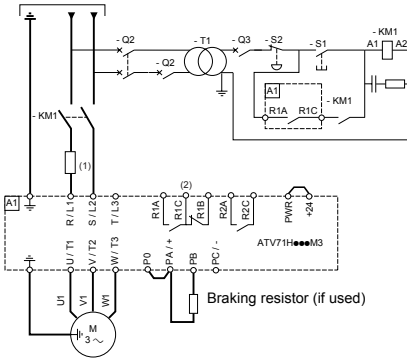 - Q2
- T1
- Q3
- S2
- S1
- KM1
A1
A2
- Q2
A1
- KM1
R1A
R1C
- KM1
(1)
(2)
A1
R / L1
S / L2
T / L3
R1A
R1C
R1B
R2A
R2C
PWR
+24
ATV71H●●●M3
U / T1
V / T2
W / T3
P0
PA / +
PB
PC / -
U1
V1
W1
M
3 ~
Braking resistor (if used)